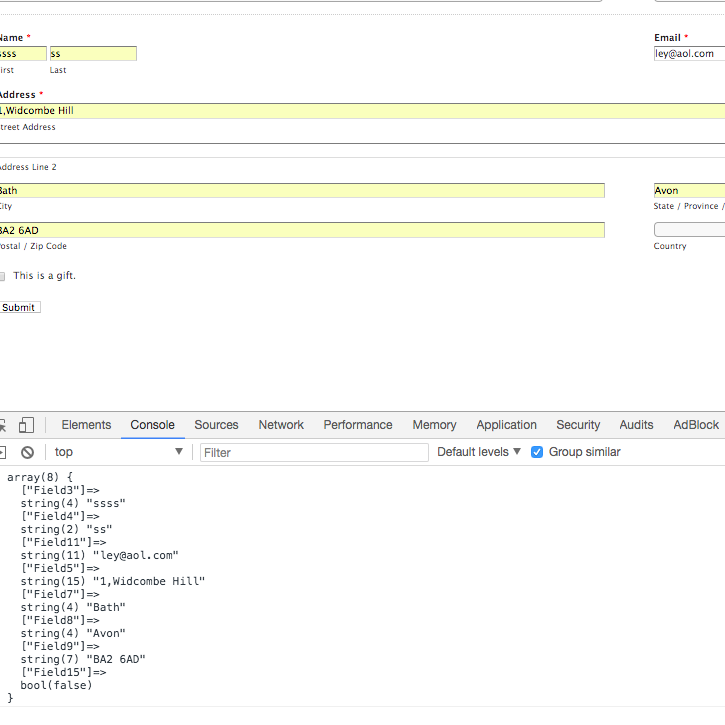 Name *
ssss ss
First Last
Email *
ley@aol.com
Address *
1,Widcombe Hill
Street Address
Address Line 2
Bath
City
Avon
State / Province /
BA2 6AD
Postal / Zip Code
Country
This is a gift.
Submit
Elements Console Sources Network Performance Memory Application Security Audits AdBlock
top ▼ Filter Default levels ▼ Group similar
array(8) {
["Field3"]=>
string(4) "ssss"
["Field4"]=>
string(2) "ss"
["Field11"]=>
string(11) "ley@aol.com"
["Field5"]=>
string(15) "1,Widcombe Hill"
["Field7"]=>
string(4) "Bath"
["Field8"]=>
string(4) "Avon"
["Field9"]=>
string(7) "BA2 6AD"
["Field15"]=>
bool(false)
}